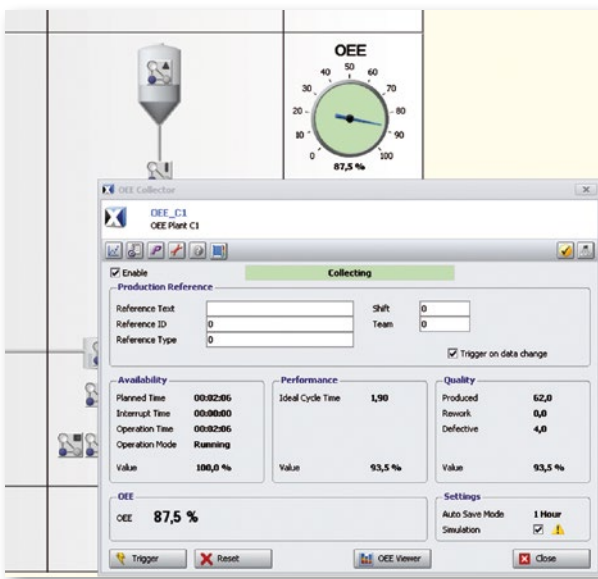 OEE
50
40
60
30
70
20
80
10
90
0
100
87,5 %
OEE Collector
OEE_C1
OEE Plant C1
Enable
Collecting
Production Reference
Reference Text
Shift 0
Reference ID 0
Team 0
Reference Type 0
Trigger on data change
Availability
Performance
Quality
Planned Time 00:02:06
Ideal Cycle Time 1,90
Produced 62,0
Interrupt Time 00:00:00
Rework 0,0
Operation Time 00:02:06
Defective 4,0
Operation Mode Running
Value 100,0 %
Value 93,5 %
Value 93,5 %
OEE
Settings
OEE 87,5 %
Auto Save Mode 1 Hour
Simulation
Trigger
Reset
OEE Viewer
Close